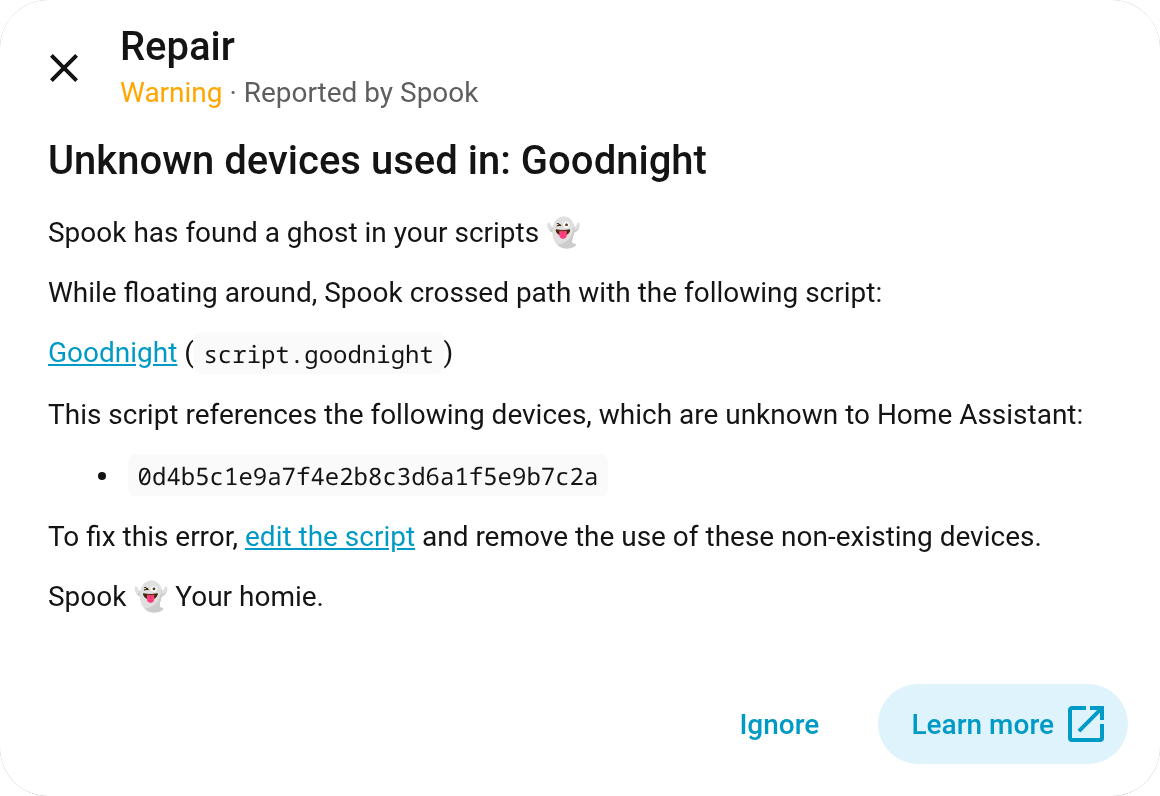 Repair
Warning · Reported by Spook
Unknown devices used in: Goodnight
Spook has found a ghost in your scripts 👻
While floating around, Spook crossed path with the following script:
Goodnight ( script.goodnight )
This script references the following devices, which are unknown to Home Assistant:
• 0d4b5c1e9a7f4e2b8c3d6a1f5e9b7c2a
To fix this error, edit the script and remove the use of these non-existing devices.
Spook 👻 Your homie.
Ignore
Learn more